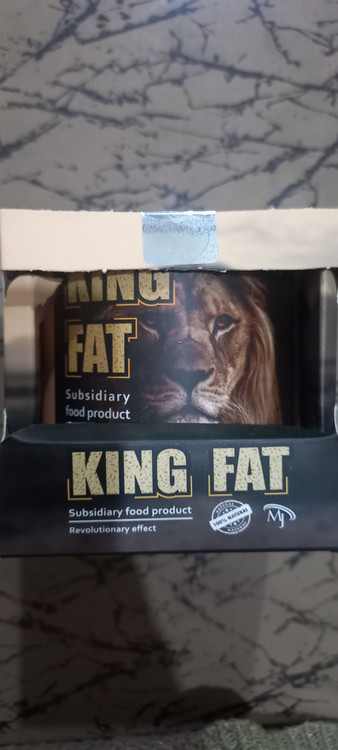 KING
FAT
Subsidiary
food product
KING FAT
Subsidiary food product
Revolutionary effect
100% NATURAL
MJ